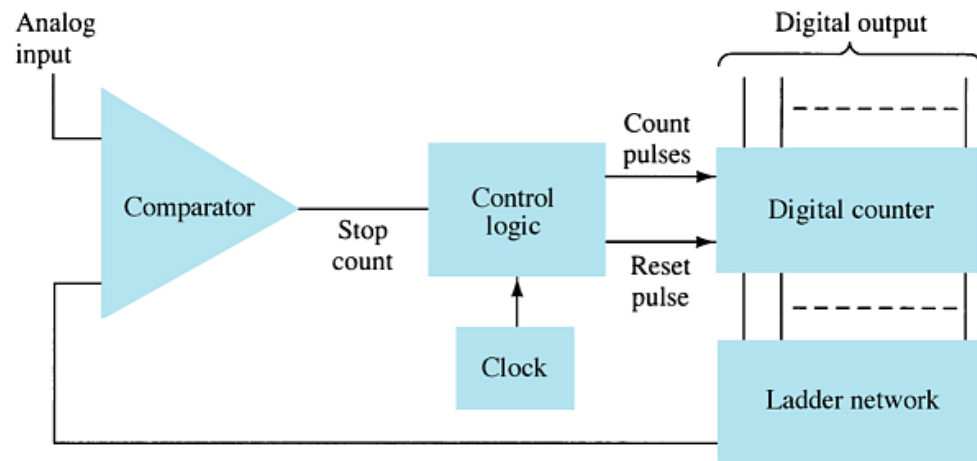 Analog
input
Digital output
Comparator
Stop
count
Control
logic
Count
pulses
Reset
pulse
Digital counter
Clock
Ladder network